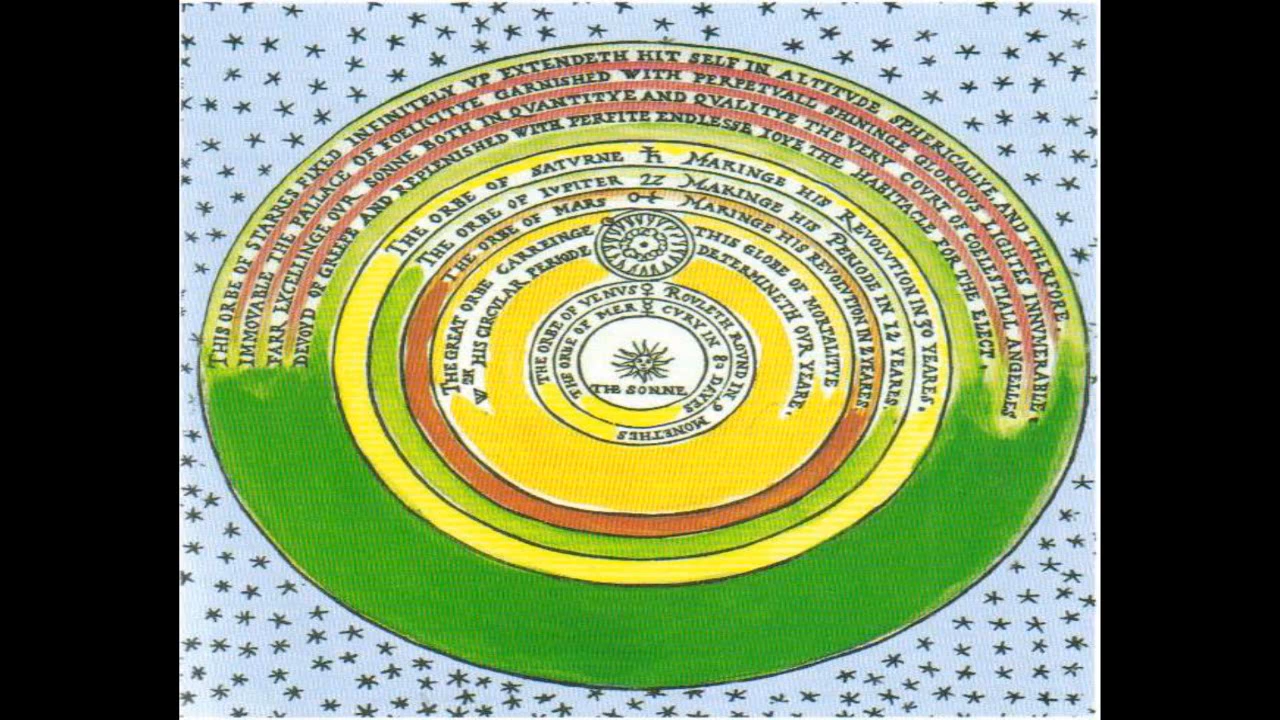 THIS ORBE OF STARRES FIXED INFINITELY VP EXTENDETH HIT SELF IN ALTITVDE SPHERICALLYE, AND THEREFORE
IMMOVABLE THE PALLACE OF FOELICITYE GARNISHED WITH PERPETVALL SHININGE GLORIOVS LIGHTES INNVMERABLE.
FARR EXCELLINGE OVR SONNE BOTH IN QVANTITYE AND QVALITYE THE VERY COVRT OF COELESTIALL ANGELLES
DEVOYD OF GREEFE AND REPLENISHED WITH PERFITE ENDLESSE IOYE THE HABITACLE FOR THE ELECT.
THE ORBE OF SATVRNE ♄ MAKINGE HIS REVOLVTION IN 30 YEARES.
THE ORBE OF IVPITER ♃ MAKINGE HIS PERIODE IN 12 YEARES.
THE ORBE OF MARS ♂ MAKINGE HIS REVOLVTION IN 2 YEARES
THE GREAT ORBE CARREINGE THIS GLOBE OF MORTALITYE
HIS CIRCVLAR PERIODE DETERMINETH OVR YEARE.
THE ORBE OF VENVS ♀ ROVLETH ROVND IN 9 MONETHES
THE ORBE OF MERCVRY ☿ IN 80 DAYES
THE SONNE